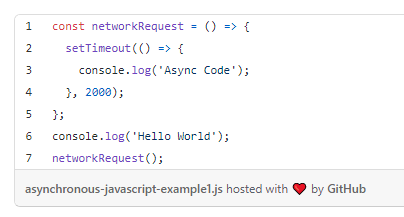 1 const networkRequest = () => {
2   setTimeout(() => {
3     console.log('Async Code');
4   }, 2000);
5 };
6 console.log('Hello World');
7 networkRequest();
asynchronous-javascript-example1.js hosted with ❤ by GitHub